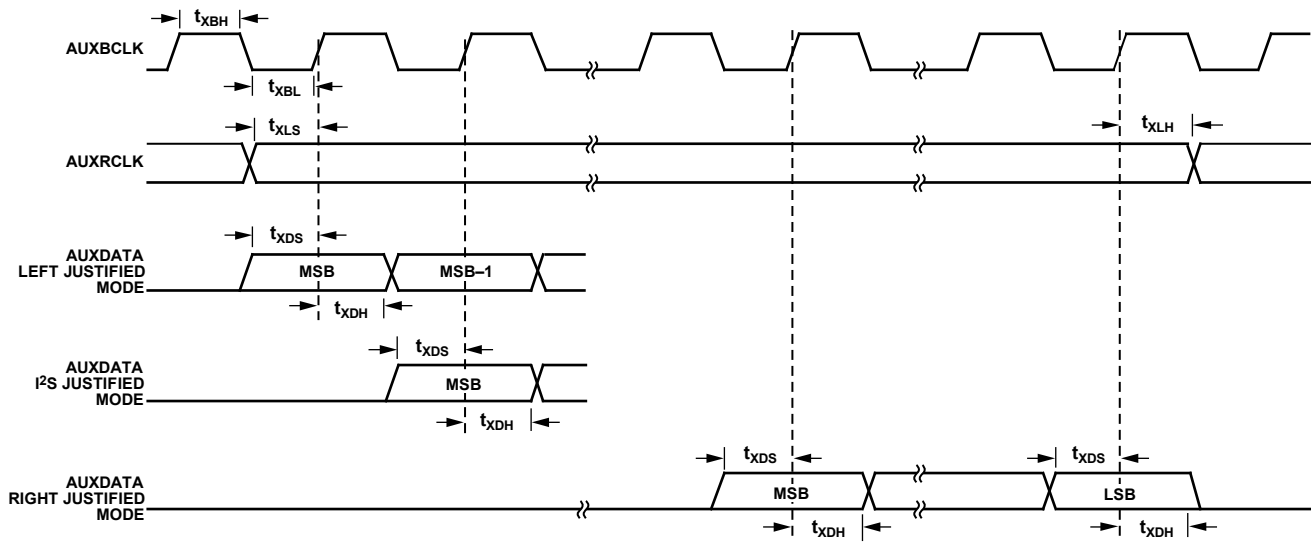 tXBH
AUXBCLK
tXBL
tXLS
tXLH
AUXRCLK
tXDS
AUXDATA
LEFT JUSTIFIED
MODE
MSB
MSB–1
tXDH
tXDS
AUXDATA
I²S JUSTIFIED
MODE
MSB
tXDH
tXDS
tXDS
AUXDATA
RIGHT JUSTIFIED
MODE
MSB
LSB
tXDH
tXDH